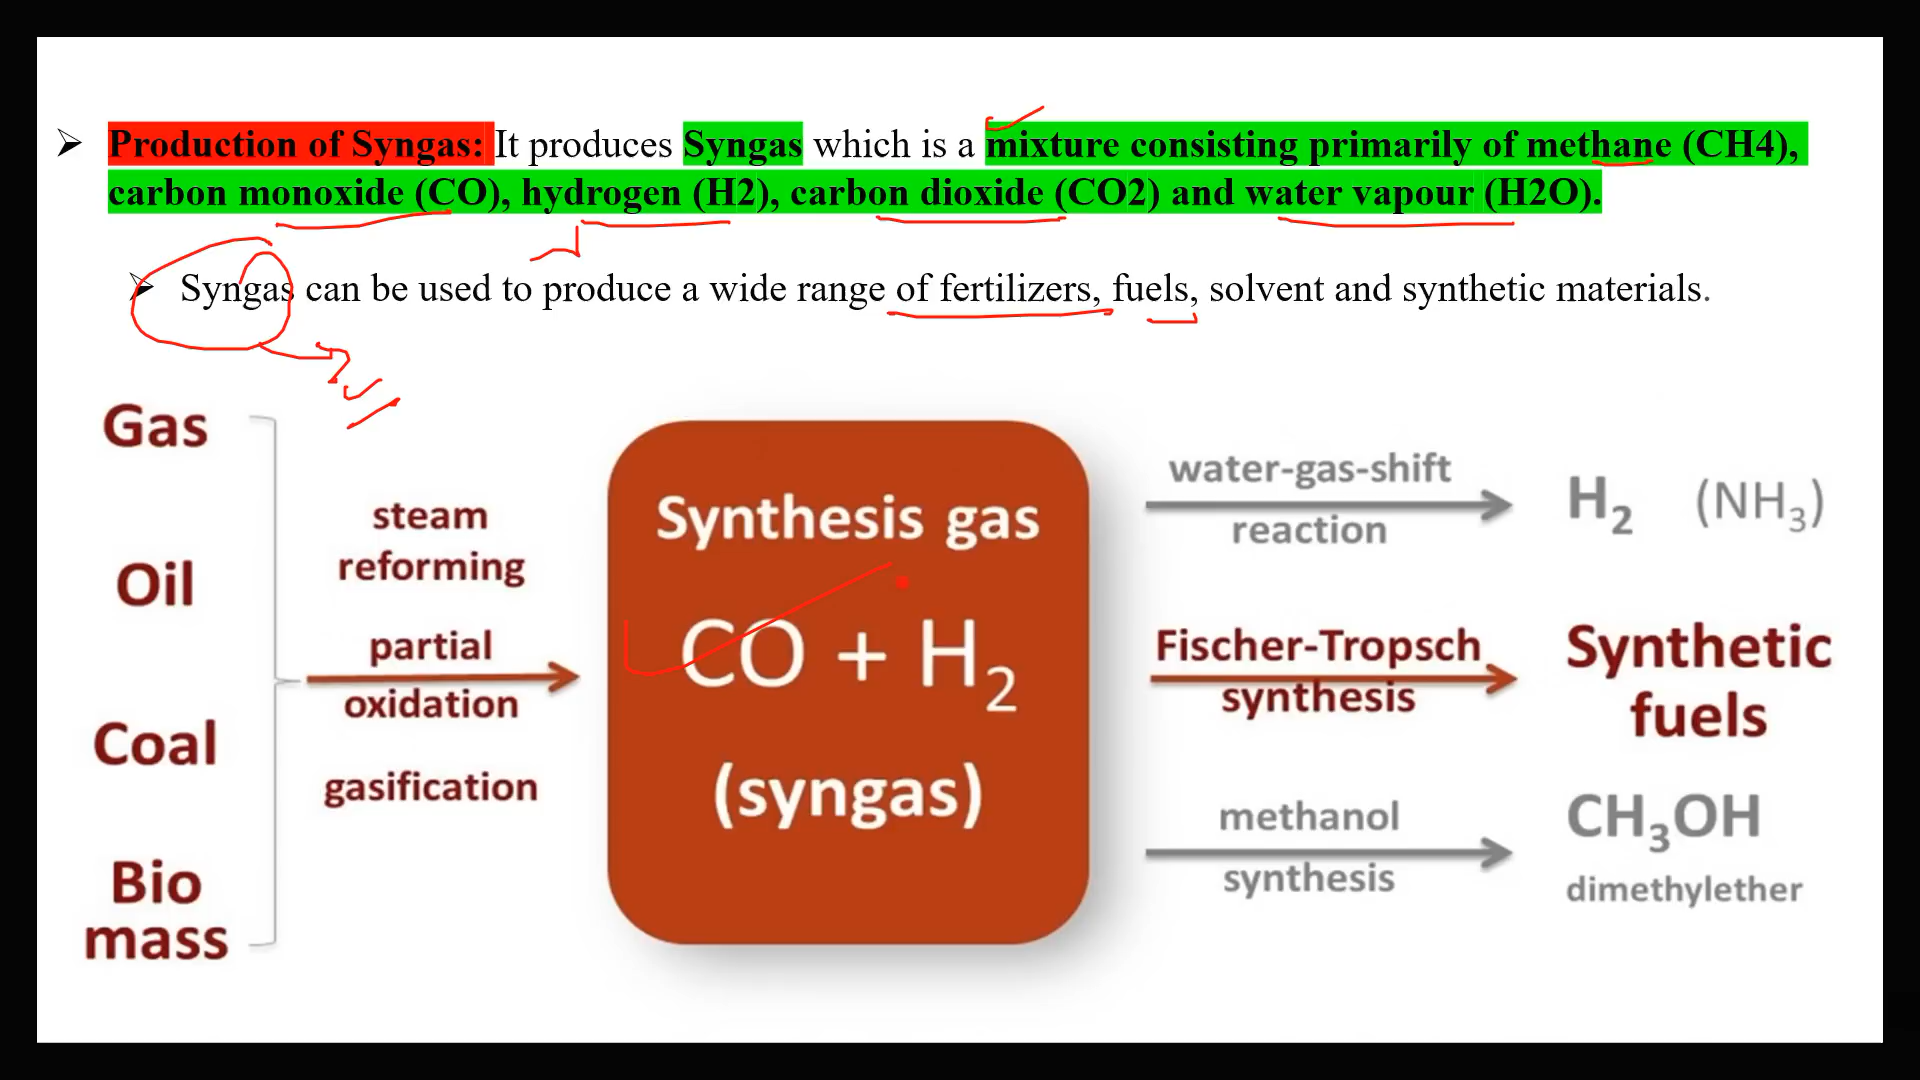 ➢ Production of Syngas: It produces Syngas which is a mixture consisting primarily of methane (CH4),
carbon monoxide (CO), hydrogen (H2), carbon dioxide (CO2) and water vapour (H2O).
➢ Syngas can be used to produce a wide range of fertilizers, fuels, solvent and synthetic materials.
Gas
Oil
Coal
Bio
mass
steam
reforming
partial
oxidation
gasification
Synthesis gas
CO + H₂
(syngas)
water-gas-shift
reaction
H₂ (NH₃)
Fischer-Tropsch
synthesis
Synthetic
fuels
methanol
synthesis
CH₃OH
dimethylether